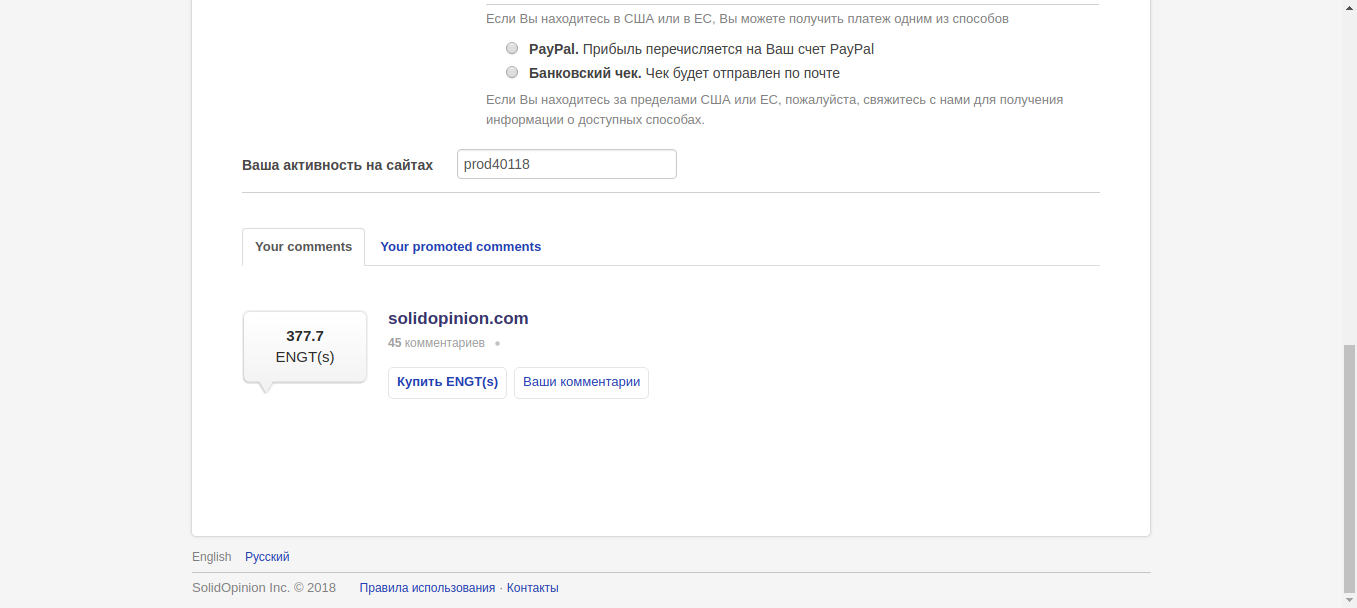 Если Вы находитесь в США или в ЕС, Вы можете получить платеж одним из способов
PayPal. Прибыль перечисляется на Ваш счет PayPal
Банковский чек. Чек будет отправлен по почте
Если Вы находитесь за пределами США или ЕС, пожалуйста, свяжитесь с нами для получения
информации о доступных способах.
Ваша активность на сайтах prod40118
Your comments Your promoted comments
377.7
ENGT(s)
solidopinion.com
45 комментариев
Купить ENGT(s) Ваши комментарии
English Русский
SolidOpinion Inc. © 2018 Правила использования · Контакты